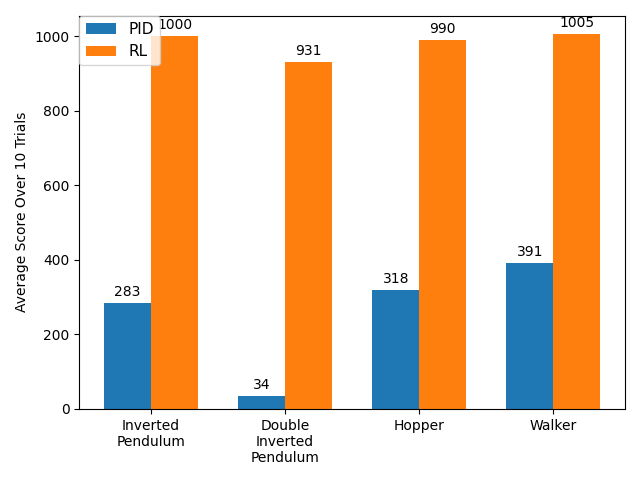 PID
RL
Average Score Over 10 Trials
1000
800
600
400
200
0
283
1000
34
931
318
990
391
1005
Inverted
Pendulum
Double
Inverted
Pendulum
Hopper
Walker